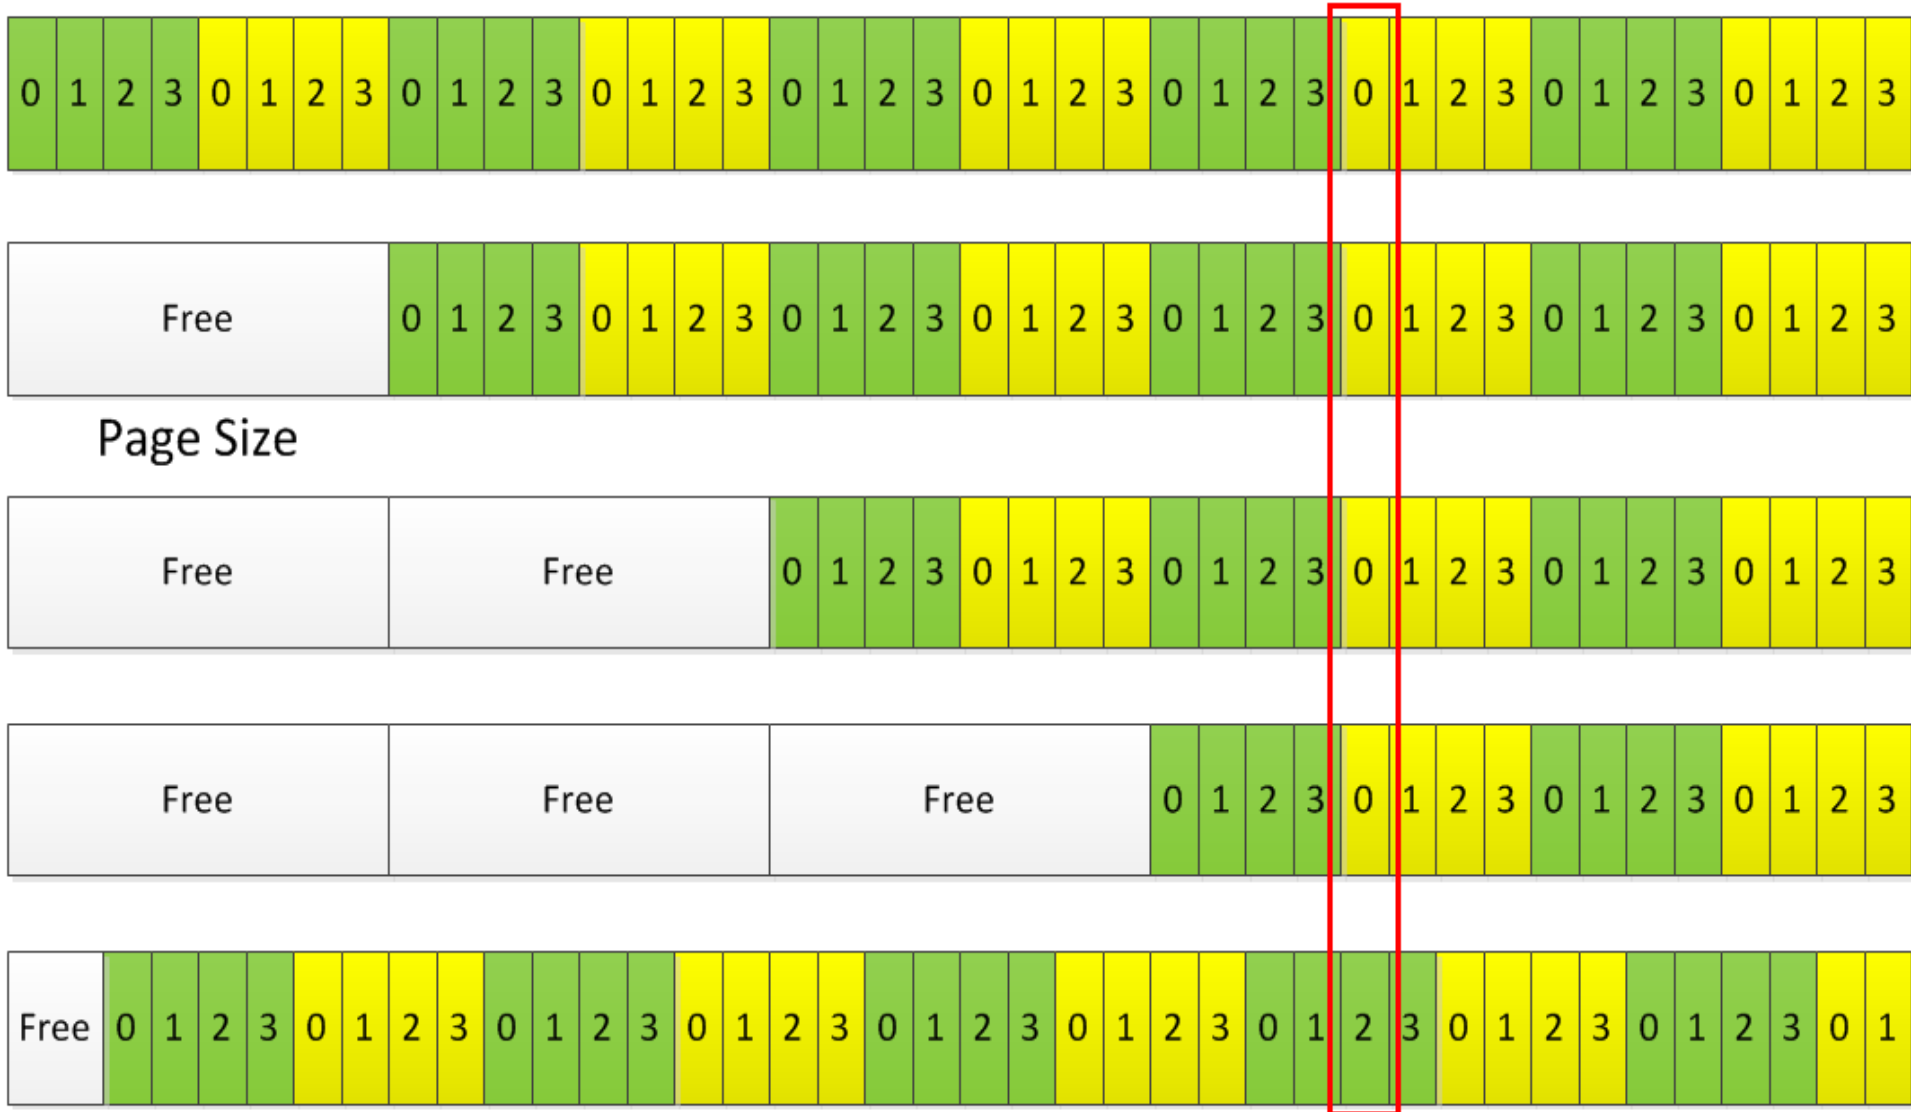 0 1 2 3 0 1 2 3 0 1 2 3 0 1 2 3 0 1 2 3 0 1 2 3 0 1 2 3 0 1 2 3 0 1 2 3 0 1 2 3
Free 0 1 2 3 0 1 2 3 0 1 2 3 0 1 2 3 0 1 2 3 0 1 2 3 0 1 2 3 0 1 2 3
Page Size
Free Free 0 1 2 3 0 1 2 3 0 1 2 3 0 1 2 3 0 1 2 3 0 1 2 3
Free Free Free 0 1 2 3 0 1 2 3 0 1 2 3 0 1 2 3
Free 0 1 2 3 0 1 2 3 0 1 2 3 0 1 2 3 0 1 2 3 0 1 2 3 0 1 2 3 0 1 2 3 0 1 2 3 0 1